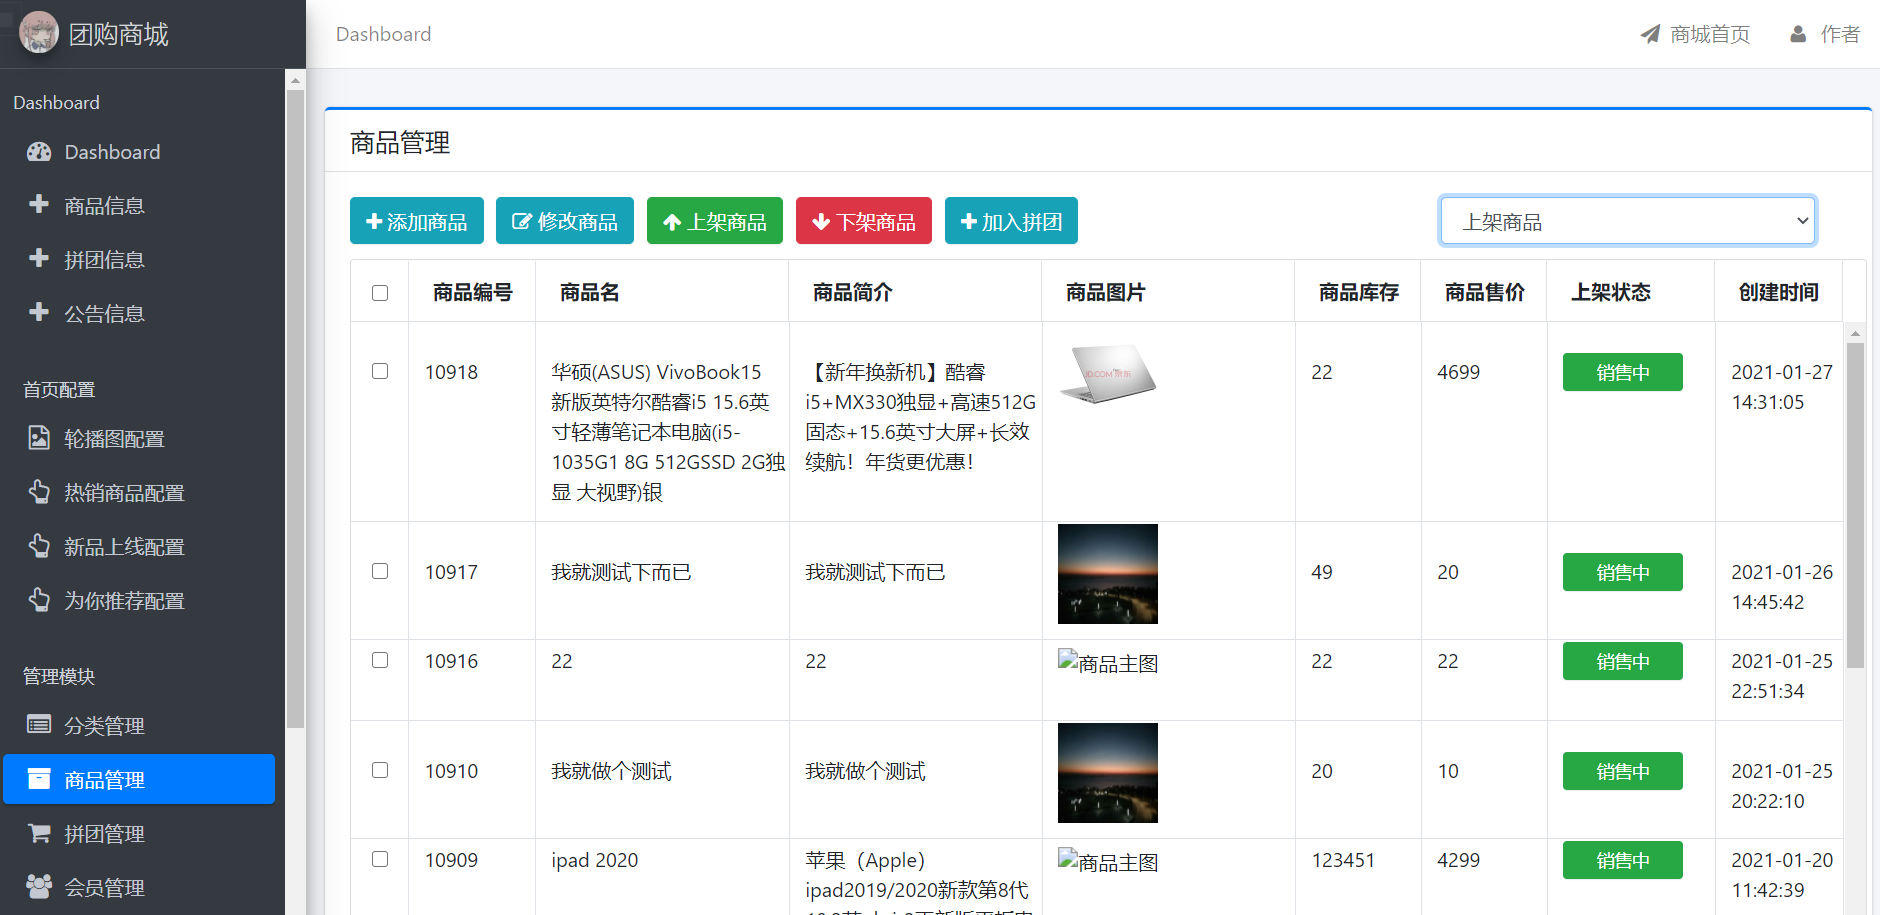 团购商城
Dashboard
商城首页
作者
Dashboard
Dashboard
商品信息
拼团信息
公告信息
首页配置
轮播图配置
热销商品配置
新品上线配置
为你推荐配置
管理模块
分类管理
商品管理
拼团管理
会员管理
商品管理
添加商品
修改商品
上架商品
下架商品
加入拼团
上架商品
商品编号 商品名 商品简介 商品图片 商品库存 商品售价 上架状态 创建时间
10918
华硕(ASUS) VivoBook15
新版英特尔酷睿i5 15.6英
寸轻薄笔记本电脑(i5-
1035G1 8G 512GSSD 2G独
显 大视野)银
【新年换新机】酷睿
i5+MX330独显+高速512G
固态+15.6英寸大屏+长效
续航！年货更优惠！
JD.COM 京东
22
4699
销售中
2021-01-27
14:31:05
10917
我就测试下而已
我就测试下而已
49
20
销售中
2021-01-26
14:45:42
10916
22
22
商品主图
22
22
销售中
2021-01-25
22:51:34
10910
我就做个测试
我就做个测试
20
10
销售中
2021-01-25
20:22:10
10909
ipad 2020
苹果（Apple）
ipad2019/2020新款第8代
商品主图
123451
4299
销售中
2021-01-20
11:42:39